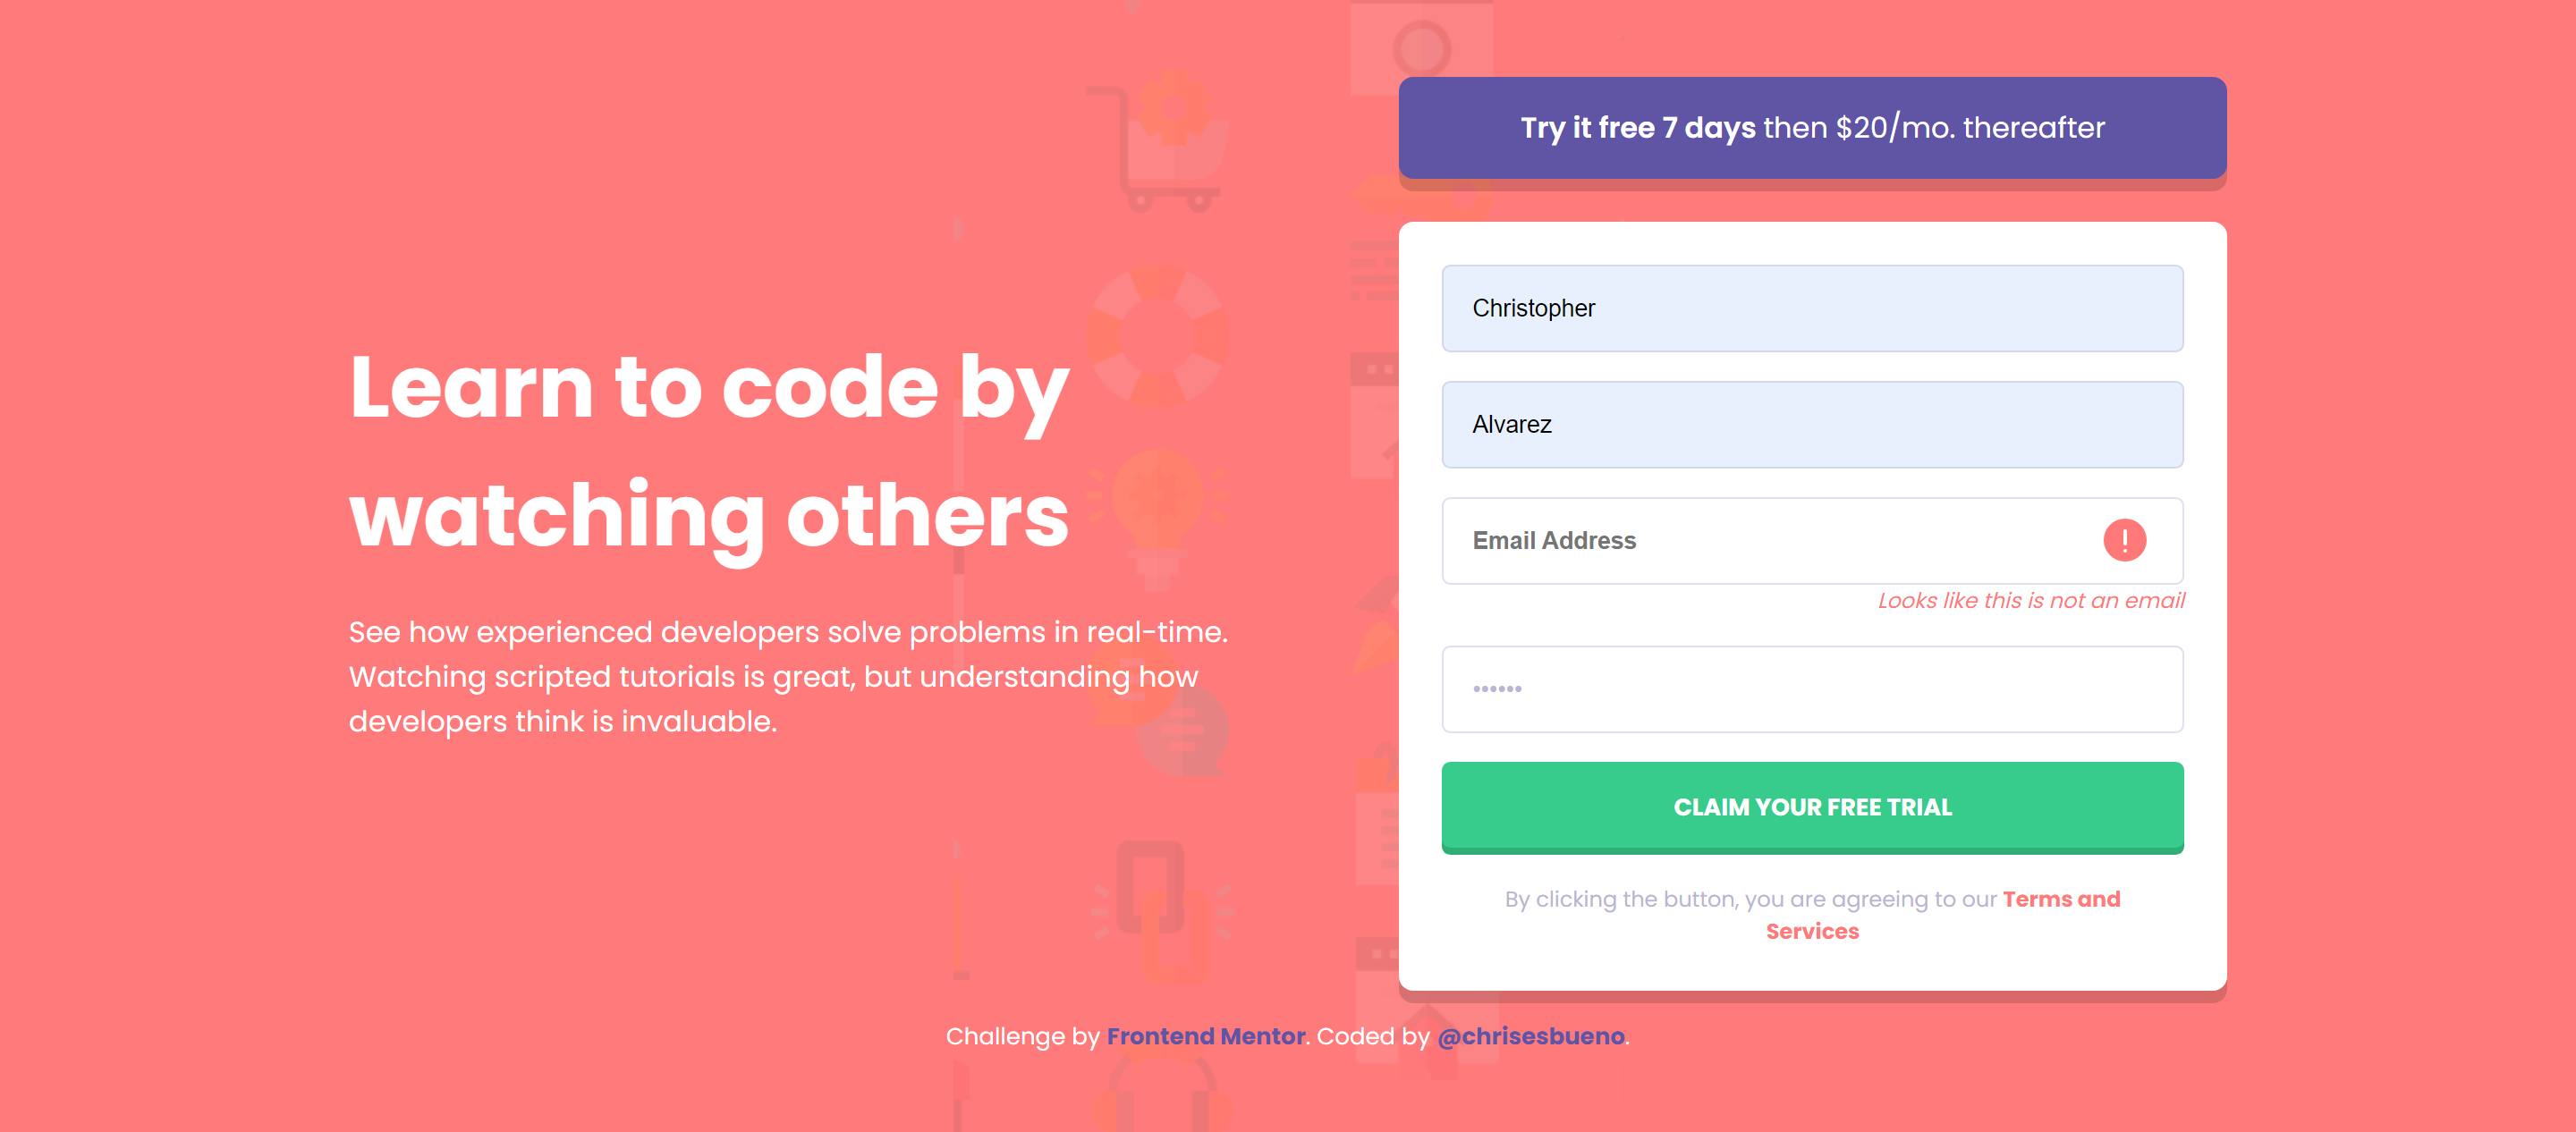 Learn to code by
watching others
See how experienced developers solve problems in real-time.
Watching scripted tutorials is great, but understanding how
developers think is invaluable.
Try it free 7 days then $20/mo. thereafter
Christopher
Alvarez
Email Address
!
Looks like this is not an email
••••••
CLAIM YOUR FREE TRIAL
By clicking the button, you are agreeing to our Terms and
Services
Challenge by Frontend Mentor. Coded by @chrisesbueno.